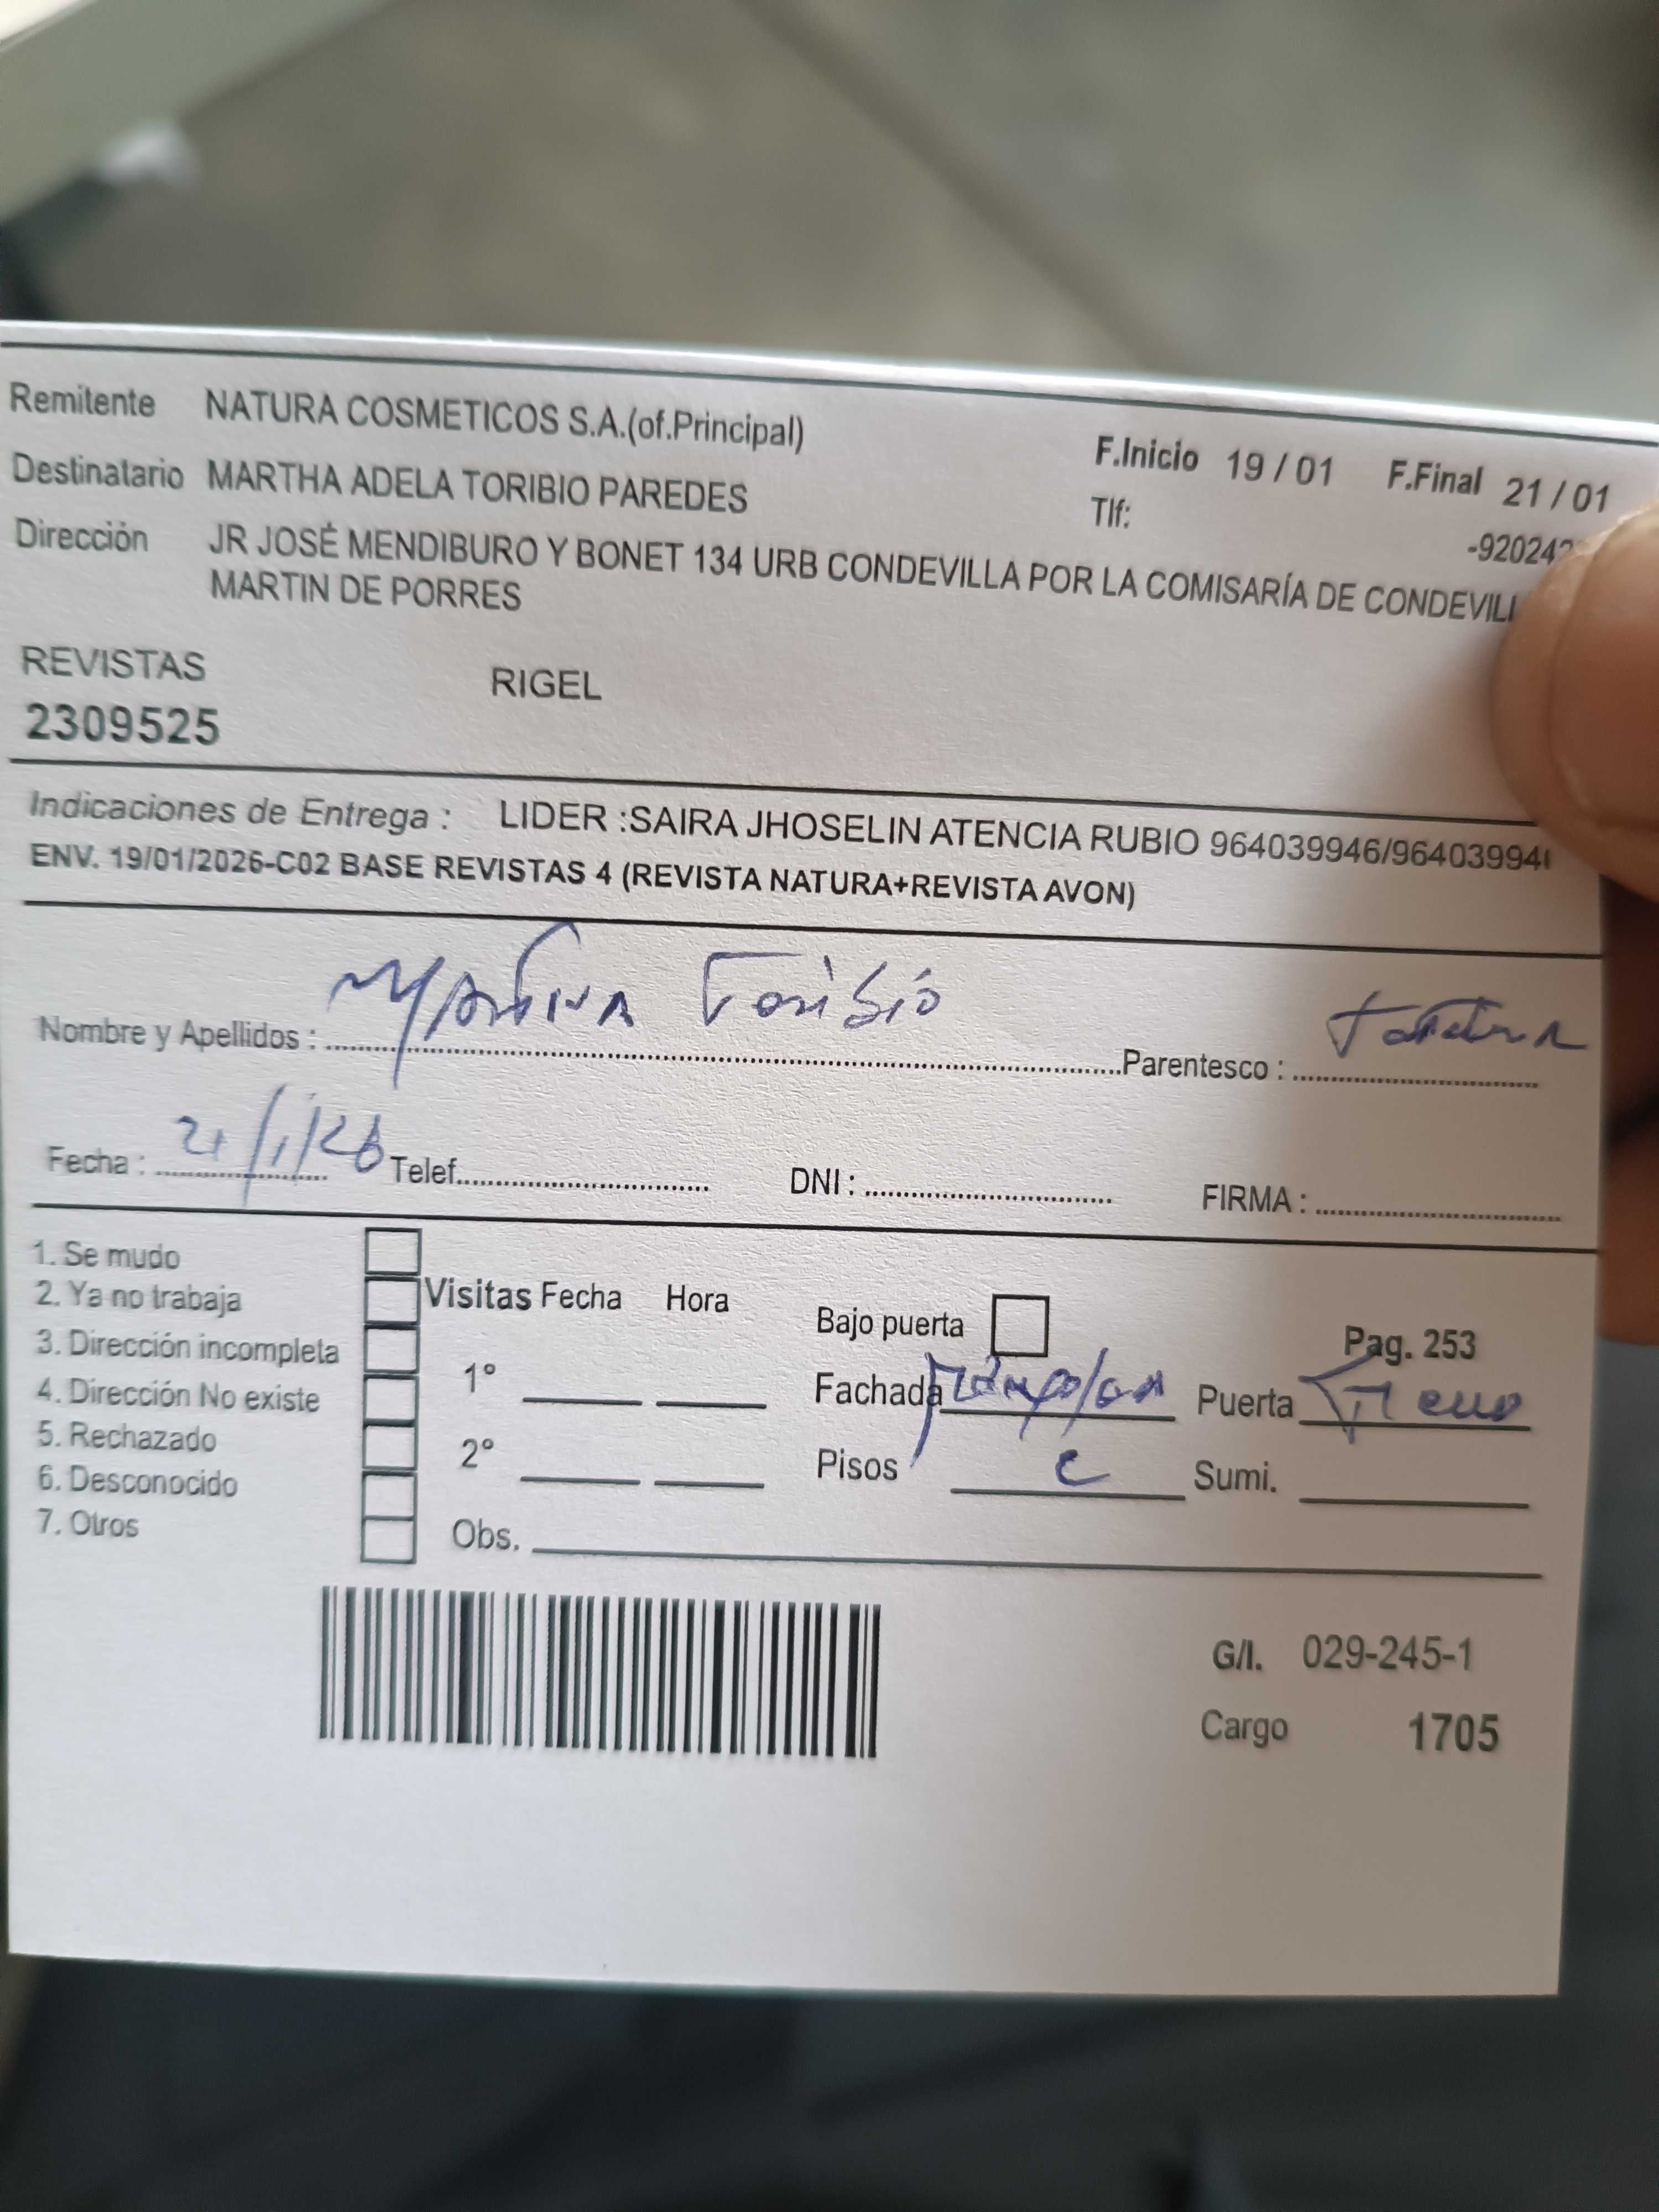 Remitente NATURA COSMETICOS S.A.(of.Principal)
F.Inicio 19 / 01 F.Final 21 / 01
Destinatario MARTHA ADELA TORIBIO PAREDES
Tlf:
-920242
Dirección JR JOSÉ MENDIBURO Y BONET 134 URB CONDEVILLA POR LA COMISARÍA DE CONDEVILL
MARTIN DE PORRES
REVISTAS RIGEL
2309525
Indicaciones de Entrega : LIDER :SAIRA JHOSELIN ATENCIA RUBIO 964039946/96403994
ENV. 19/01/2026-C02 BASE REVISTAS 4 (REVISTA NATURA+REVISTA AVON)
Nombre y Apellidos : Martha Toribio Parentesco :
Fecha : 21/1/26 Telef. DNI : FIRMA :
1. Se mudo
2. Ya no trabaja
3. Dirección incompleta
4. Dirección No existe
5. Rechazado
6. Desconocido
7. Otros
Visitas Fecha Hora
1°
2°
Obs.
Bajo puerta
Pag. 253
Fachada Puerta
Pisos Sumi.
G/I. 029-245-1
Cargo 1705